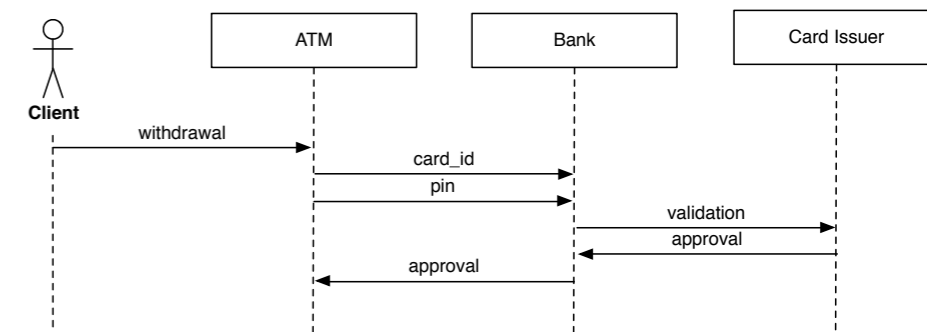 ATM
Bank
Card Issuer
Client
withdrawal
card_id
pin
validation
approval
approval